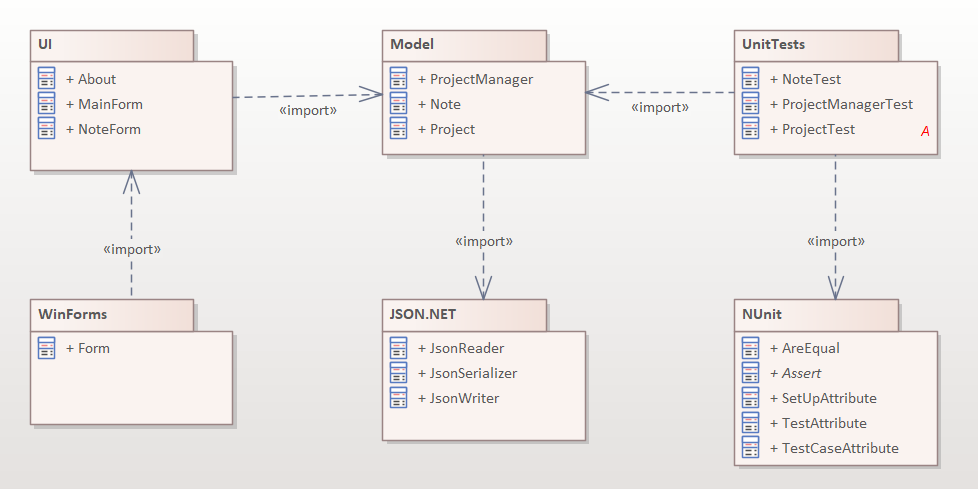 UI
+ About
+ MainForm
+ NoteForm
«import»
Model
+ ProjectManager
+ Note
+ Project
«import»
UnitTests
+ NoteTest
+ ProjectManagerTest
+ ProjectTest
A
«import»
«import»
«import»
WinForms
+ Form
JSON.NET
+ JsonReader
+ JsonSerializer
+ JsonWriter
NUnit
+ AreEqual
+ Assert
+ SetUpAttribute
+ TestAttribute
+ TestCaseAttribute